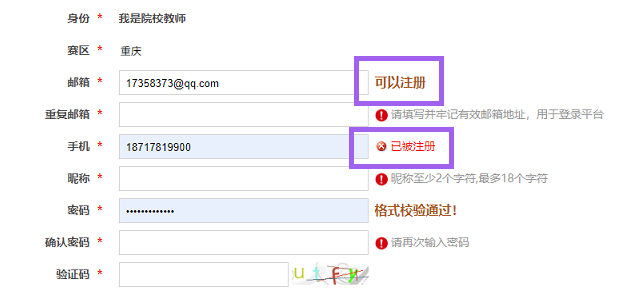 身份 * 我是院校教师
赛区 * 重庆
邮箱 * 17358373@qq.com 可以注册
重复邮箱 * 请填写并牢记有效邮箱地址，用于登录平台
手机 * 18717819900 已被注册
昵称 * 昵称至少2个字符,最多18个字符
密码 * ••••••••••••• 格式校验通过！
确认密码 * 请再次输入密码
验证码 * u t f y